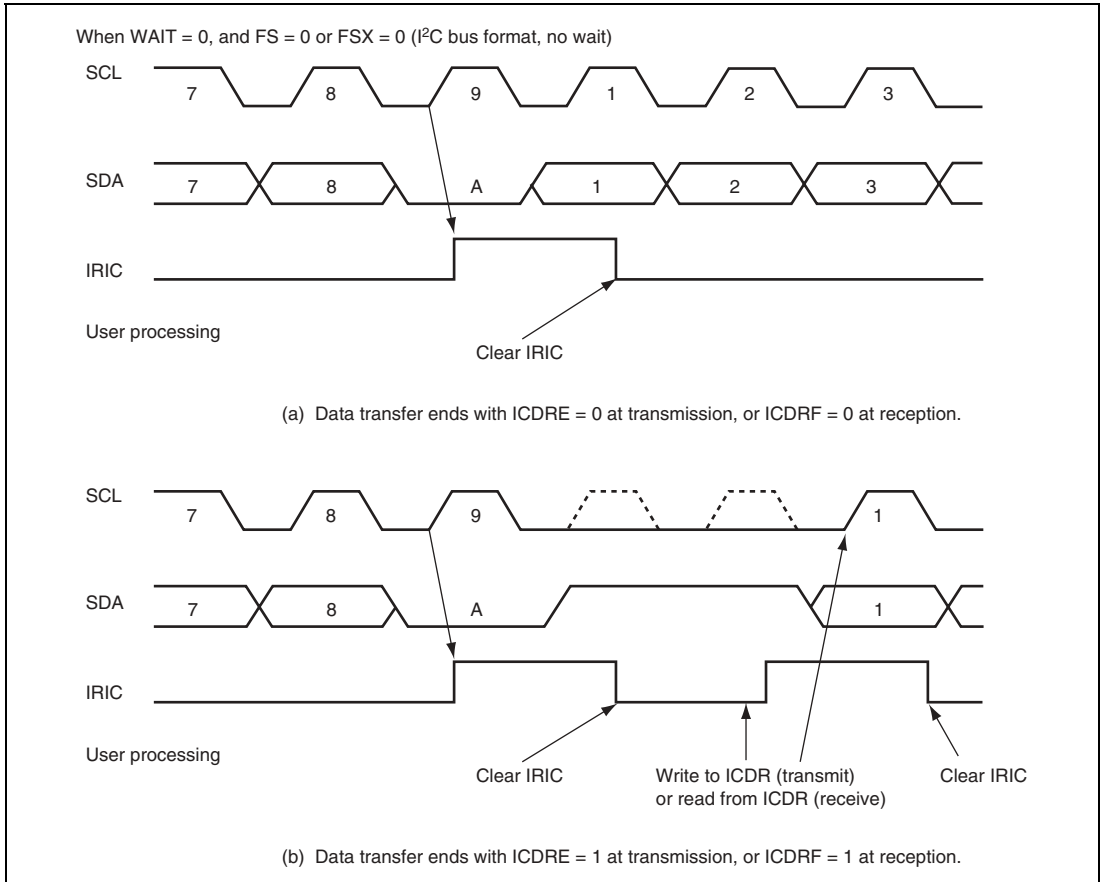 When WAIT = 0, and FS = 0 or FSX = 0 (I²C bus format, no wait)
SCL 7 8 9 1 2 3
SDA 7 8 A 1 2 3
IRIC
User processing
Clear IRIC
(a) Data transfer ends with ICDRE = 0 at transmission, or ICDRF = 0 at reception.
SCL 7 8 9 1
SDA 7 8 A 1
IRIC
User processing
Clear IRIC Write to ICDR (transmit) Clear IRIC
or read from ICDR (receive)
(b) Data transfer ends with ICDRE = 1 at transmission, or ICDRF = 1 at reception.